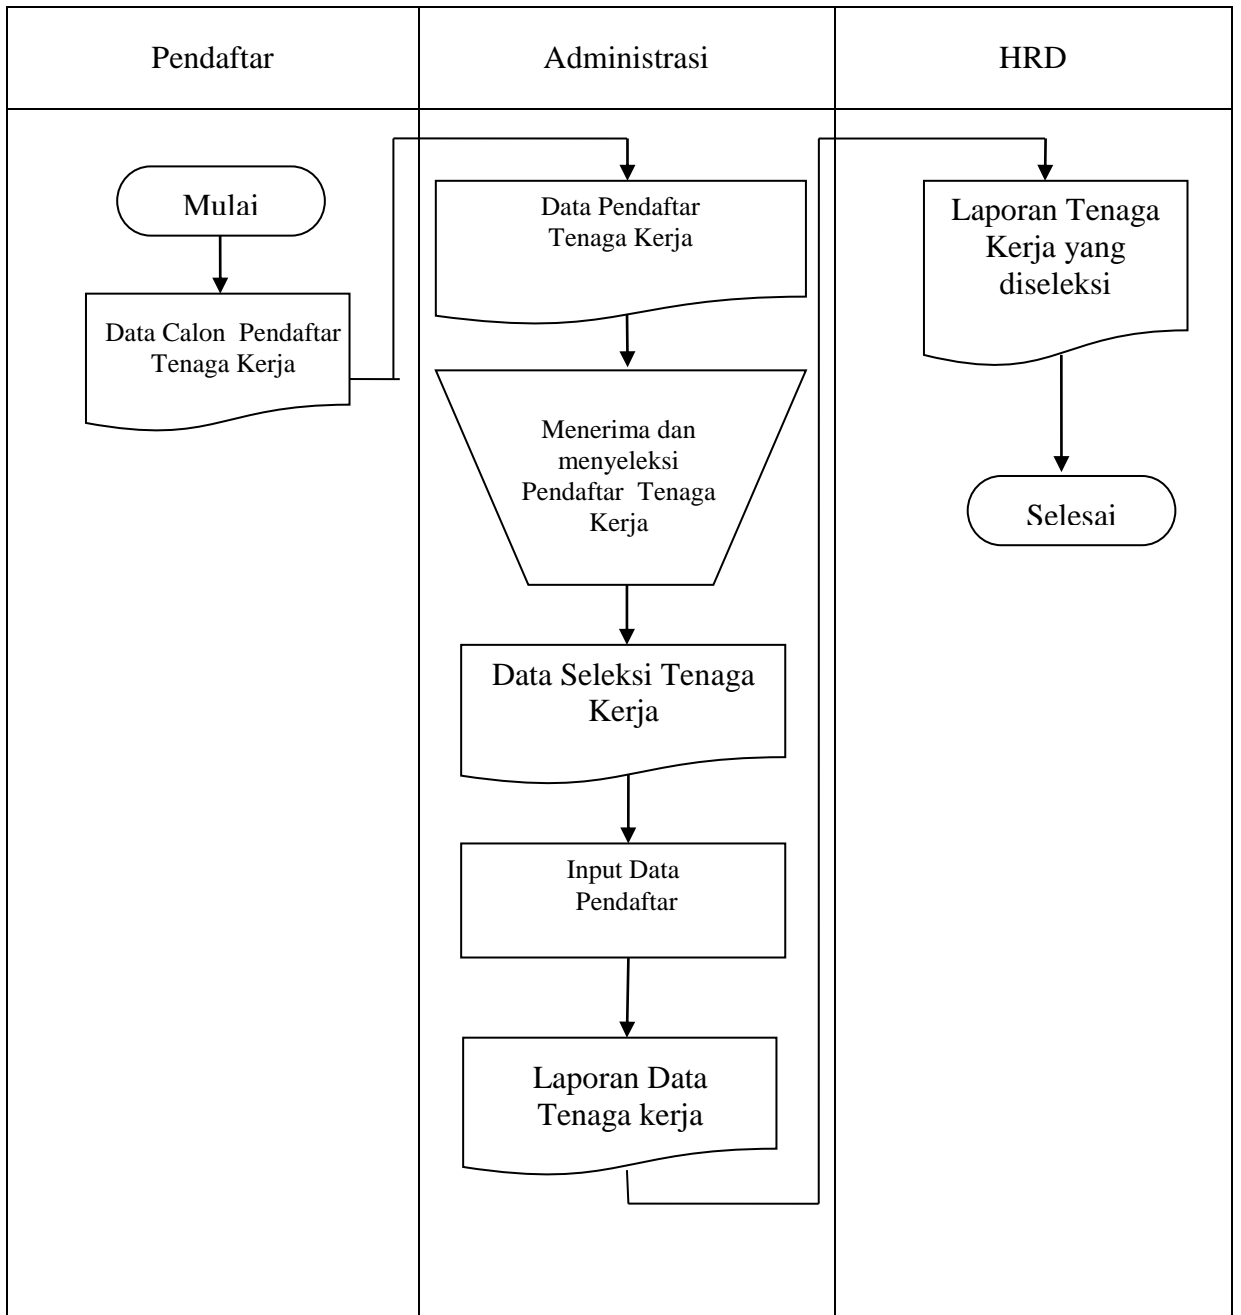 Pendaftar
Administrasi
HRD
Mulai
Data Calon Pendaftar
Tenaga Kerja
Data Pendaftar
Tenaga Kerja
Menerima dan
menyeleksi
Pendaftar Tenaga
Kerja
Data Seleksi Tenaga
Kerja
Input Data
Pendaftar
Laporan Data
Tenaga kerja
Laporan Tenaga
Kerja yang
diseleksi
Selesai